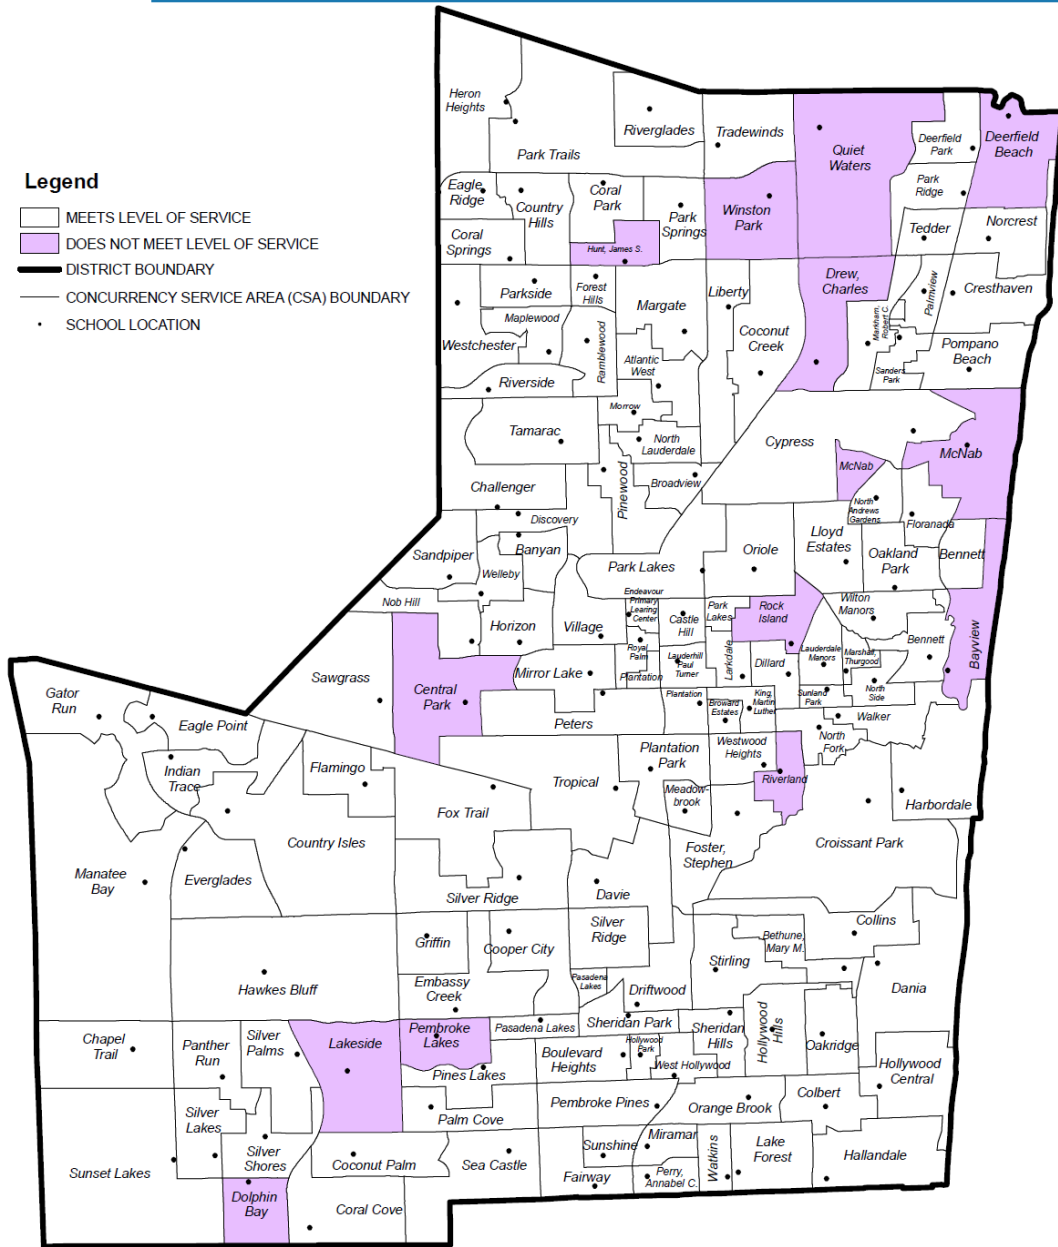 Heron
Heights
Riverglades
Tradewinds
Park Trails
Quiet
Waters
Deerfield
Park
Deerfield
Beach
Legend
MEETS LEVEL OF SERVICE
DOES NOT MEET LEVEL OF SERVICE
DISTRICT BOUNDARY
CONCURRENCY SERVICE AREA (CSA) BOUNDARY
SCHOOL LOCATION
Eagle
Ridge
Country
Hills
Coral
Park
Park
Springs
Winston
Park
Park
Ridge
Coral
Springs
Hunt, James S.
Tedder
Norcrest
Parkside
Forest
Hills
Margate
Liberty
Drew,
Charles
Palmview
Cresthaven
Maplewood
Westchester
Ramblewood
Coconut
Creek
Markham,
Robert C.
Pompano
Beach
Sanders
Park
Riverside
Atlantic
West
Morrow
Tamarac
North
Lauderdale
Cypress
McNab
McNab
Challenger
Pinewood
Broadview
North
Andrews
Gardens
Floranada
Discovery
Banyan
Sandpiper
Welleby
Park Lakes
Oriole
Lloyd
Estates
Oakland
Park
Bennett
Nob Hill
Horizon
Village
Endeavour
Primary
Learing
Center
Castle
Hill
Park
Lakes
Rock
Island
Wilton
Manors
Bennett
Bayview
Royal
Palm
Plantation
Lauderhill
Paul
Turner
Larkdale
Dillard
Lauderdale
Manors
Marshall,
Thurgood
Sawgrass
Central
Park
Mirror Lake
Peters
Plantation
Broward
Estates
King,
Martin
Luther
Sunland
Park
North
Side
Walker
Gator
Run
Eagle Point
Indian
Trace
Flamingo
Fox Trail
Tropical
Plantation
Park
Westwood
Heights
North
Fork
Riverland
Meadow-
brook
Harbordale
Country Isles
Foster,
Stephen
Croissant Park
Manatee
Bay
Everglades
Silver Ridge
Davie
Silver
Ridge
Collins
Griffin
Cooper City
Bethune,
Mary M.
Stirling
Hawkes Bluff
Embassy
Creek
Pasadena
Lakes
Driftwood
Dania
Chapel
Trail
Panther
Run
Silver
Palms
Lakeside
Pembroke
Lakes
Pasadena Lakes
Sheridan Park
Sheridan
Hills
Hollywood
Hills
Oakridge
Pines Lakes
Boulevard
Heights
Hollywood
Park
West Hollywood
Hollywood
Central
Silver
Lakes
Palm Cove
Pembroke Pines
Orange Brook
Colbert
Sunset Lakes
Silver
Shores
Coconut Palm
Sea Castle
Sunshine
Miramar
Watkins
Lake
Forest
Hallandale
Fairway
Perry,
Annabel C.
Dolphin
Bay
Coral Cove